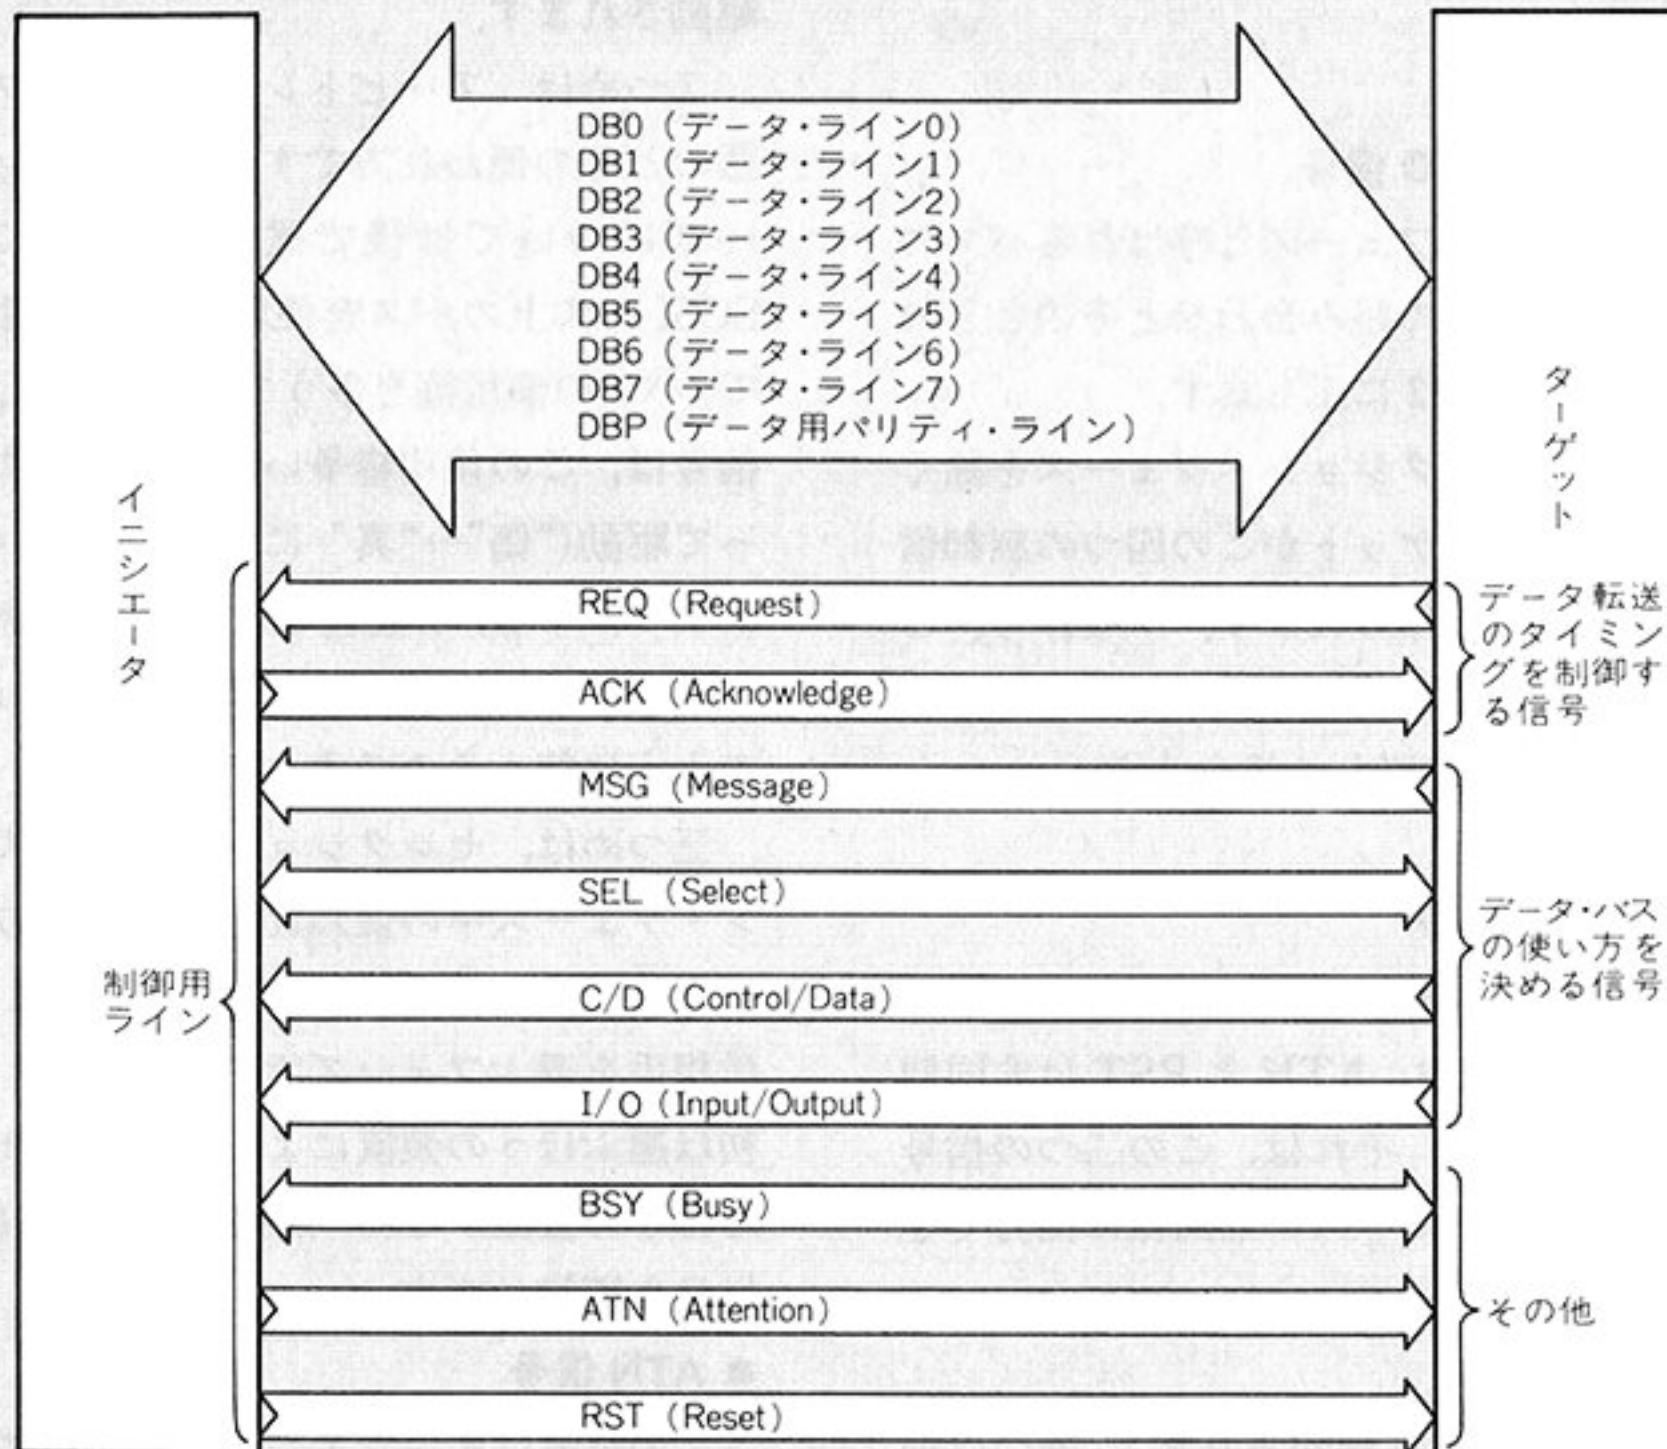 DB0（データ・ライン0）
DB1（データ・ライン1）
DB2（データ・ライン2）
DB3（データ・ライン3）
DB4（データ・ライン4）
DB5（データ・ライン5）
DB6（データ・ライン6）
DB7（データ・ライン7）
DBP（データ用パリティ・ライン）
イニシエータ
ターゲット
制御用
ライン
REQ（Request）
ACK（Acknowledge）
MSG（Message）
SEL（Select）
C/D（Control/Data）
I/O（Input/Output）
BSY（Busy）
ATN（Attention）
RST（Reset）
データ転送
のタイミン
グを制御す
る信号
データ・バス
の使い方を
決める信号
その他